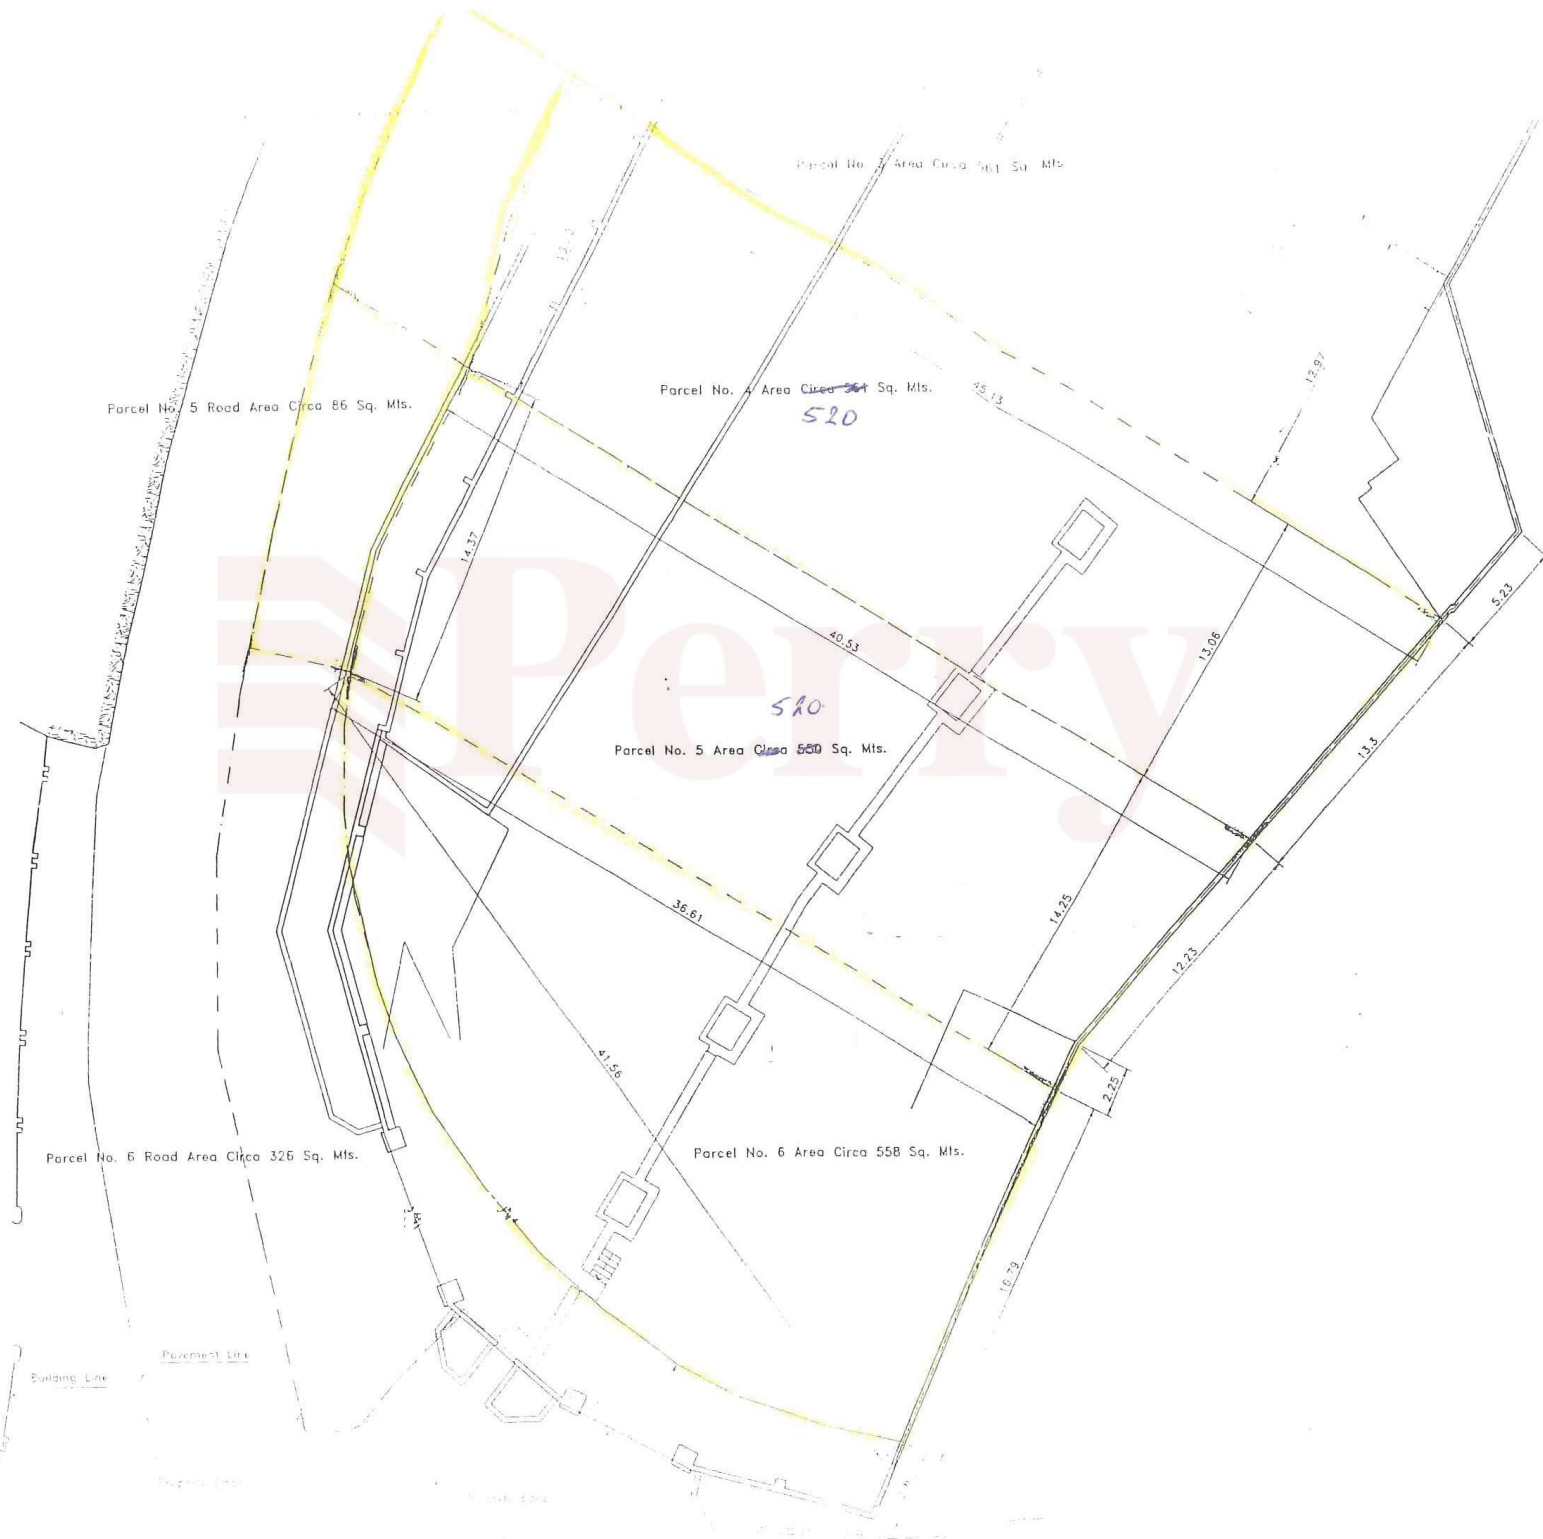 Parcel No. Area Circa 561 Sq. Mts.
12.97
Parcel No. 5 Road Area Circa 86 Sq. Mts.
Parcel No. 4 Area Circa 561 Sq. Mts.
520
45.13
14.37
5.23
40.53
13.06
Perry
520
Parcel No. 5 Area Circa 550 Sq. Mts.
13.3
36.61
14.25
12.23
41.56
2.25
Parcel No. 6 Road Area Circa 326 Sq. Mts.
Parcel No. 6 Area Circa 558 Sq. Mts.
Pavement Line
Building Line